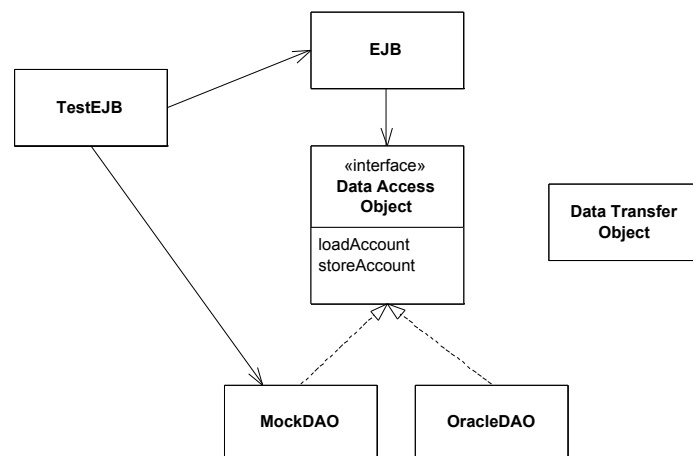 EJB
TestEJB
«interface»
Data Access
Object
loadAccount
storeAccount
Data Transfer
Object
MockDAO
OracleDAO